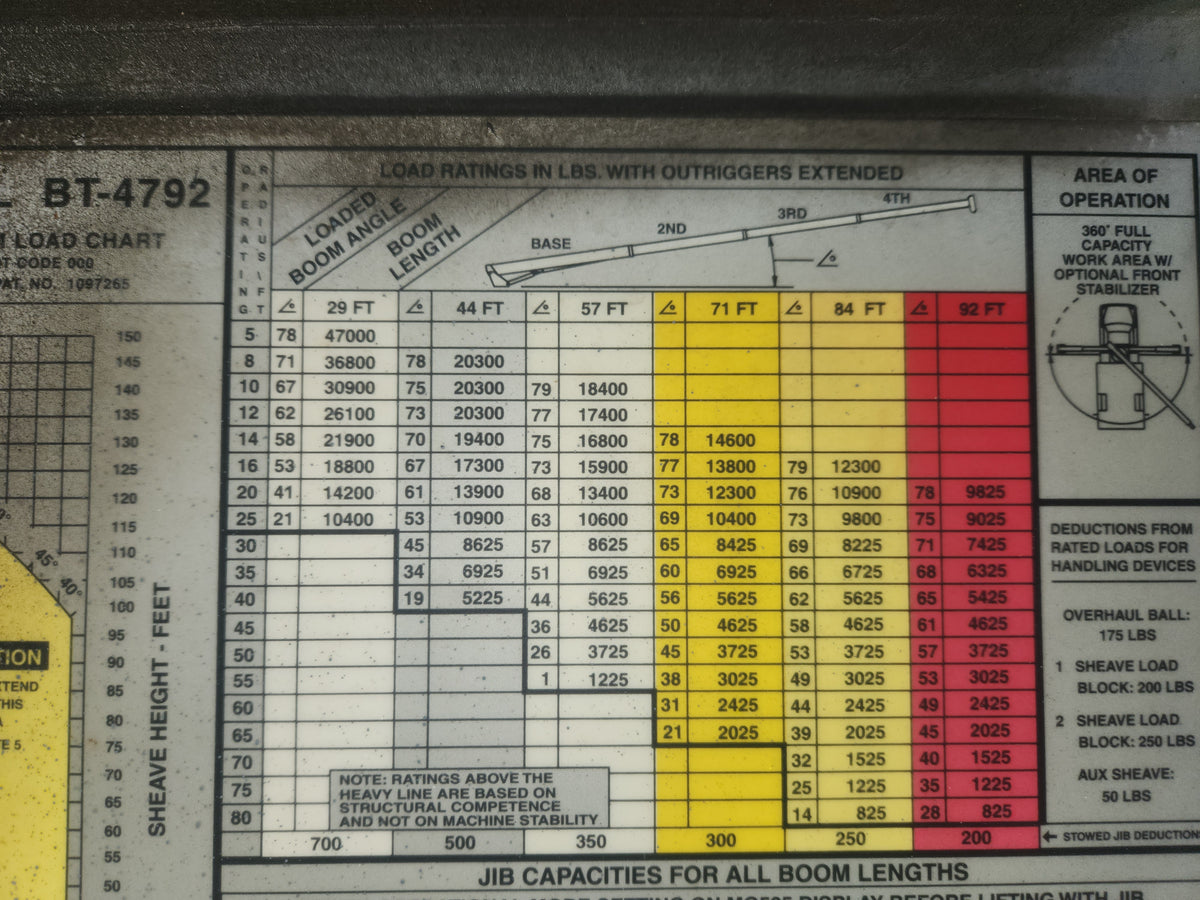 BT-4792
LOAD CHART
CODE 000
PAT. NO. 1097265
150
145
140
135
130
125
120
115
110
105
100
95
90
85
80
75
70
65
60
55
50
45°
40°
SHEAVE HEIGHT - FEET
THIS
LOAD RATINGS IN LBS. WITH OUTRIGGERS EXTENDED
OPERATING
RADIUS \ FT
LOADED
BOOM ANGLE
BOOM
LENGTH
BASE
2ND
3RD
4TH
29 FT 44 FT 57 FT 71 FT 84 FT 92 FT
5 78 47000
8 71 36800 78 20300
10 67 30900 75 20300 79 18400
12 62 26100 73 20300 77 17400
14 58 21900 70 19400 75 16800 78 14600
16 53 18800 67 17300 73 15900 77 13800 79 12300
20 41 14200 61 13900 68 13400 73 12300 76 10900 78 9825
25 21 10400 53 10900 63 10600 69 10400 73 9800 75 9025
30 45 8625 57 8625 65 8425 69 8225 71 7425
35 34 6925 51 6925 60 6925 66 6725 68 6325
40 19 5225 44 5625 56 5625 62 5625 65 5425
45 36 4625 50 4625 58 4625 61 4625
50 26 3725 45 3725 53 3725 57 3725
55 1 1225 38 3025 49 3025 53 3025
60 31 2425 44 2425 49 2425
65 21 2025 39 2025 45 2025
70 32 1525 40 1525
75 25 1225 35 1225
80 14 825 28 825
NOTE: RATINGS ABOVE THE
HEAVY LINE ARE BASED ON
STRUCTURAL COMPETENCE
AND NOT ON MACHINE STABILITY
700 500 350 300 250 200
← STOWED JIB DEDUCTION
JIB CAPACITIES FOR ALL BOOM LENGTHS
AREA OF
OPERATION
360° FULL
CAPACITY
WORK AREA W/
OPTIONAL FRONT
STABILIZER
DEDUCTIONS FROM
RATED LOADS FOR
HANDLING DEVICES
OVERHAUL BALL:
175 LBS
1 SHEAVE LOAD
BLOCK: 200 LBS
2 SHEAVE LOAD
BLOCK: 250 LBS
AUX SHEAVE:
50 LBS